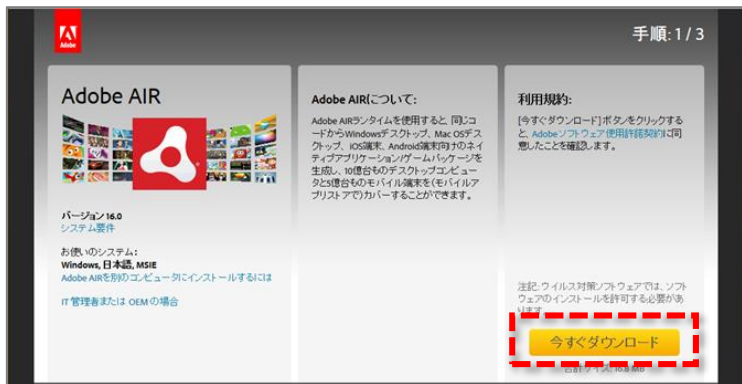 Adobe
手順: 1 / 3
Adobe AIR
バージョン 16.0
システム要件
お使いのシステム:
Windows, 日本語, MSIE
Adobe AIRを別のコンピュータにインストールするには
IT 管理者または OEM の場合
Adobe AIRについて:
Adobe AIRランタイムを使用すると、同じコ
ードからWindowsデスクトップ、Mac OSデス
クトップ、iOS端末、Android端末向けのネイ
ティブアプリケーション/ゲームパッケージを
生成し、10億台ものデスクトップコンピュー
タと5億台ものモバイル端末を(モバイルア
プリストアで)カバーすることができます。
利用規約:
[今すぐダウンロード]ボタンをクリックする
と、Adobeソフトウェア使用許諾契約に同
意したことを確認します。
注記:ウイルス対策ソフトウェアでは、ソフト
ウェアのインストールを許可する必要があ
ります
今すぐダウンロード
合計サイズ: 16.8 MB